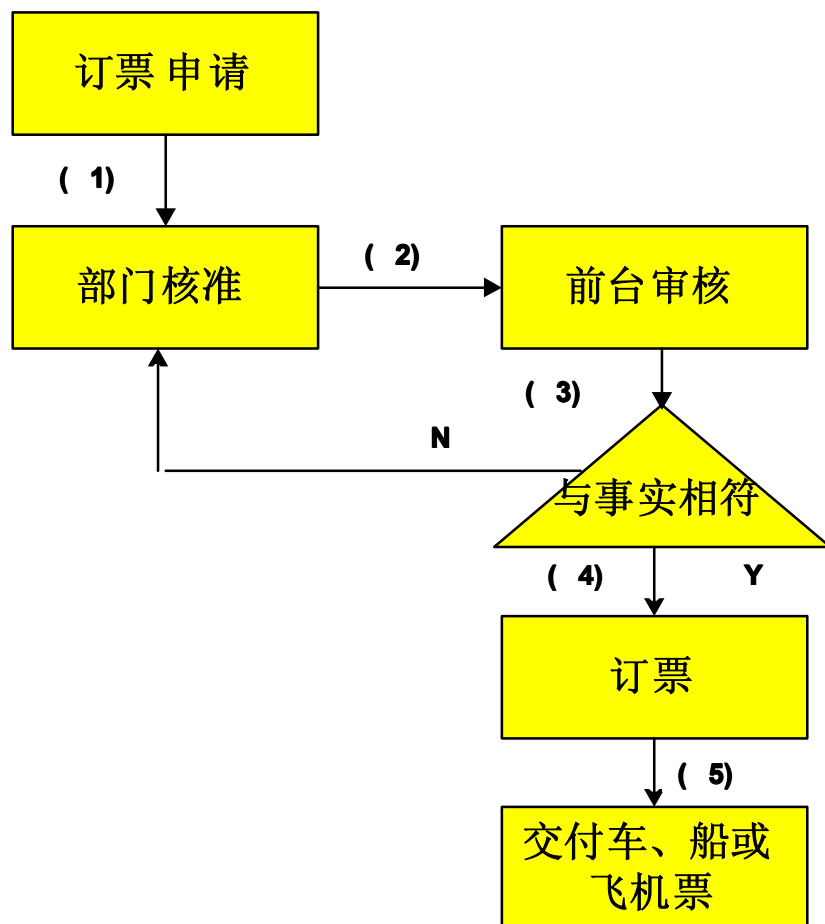 订票申请
( 1)
部门核准
( 2)
前台审核
( 3)
N
与事实相符
( 4)
Y
订票
( 5)
交付车、船或
飞机票